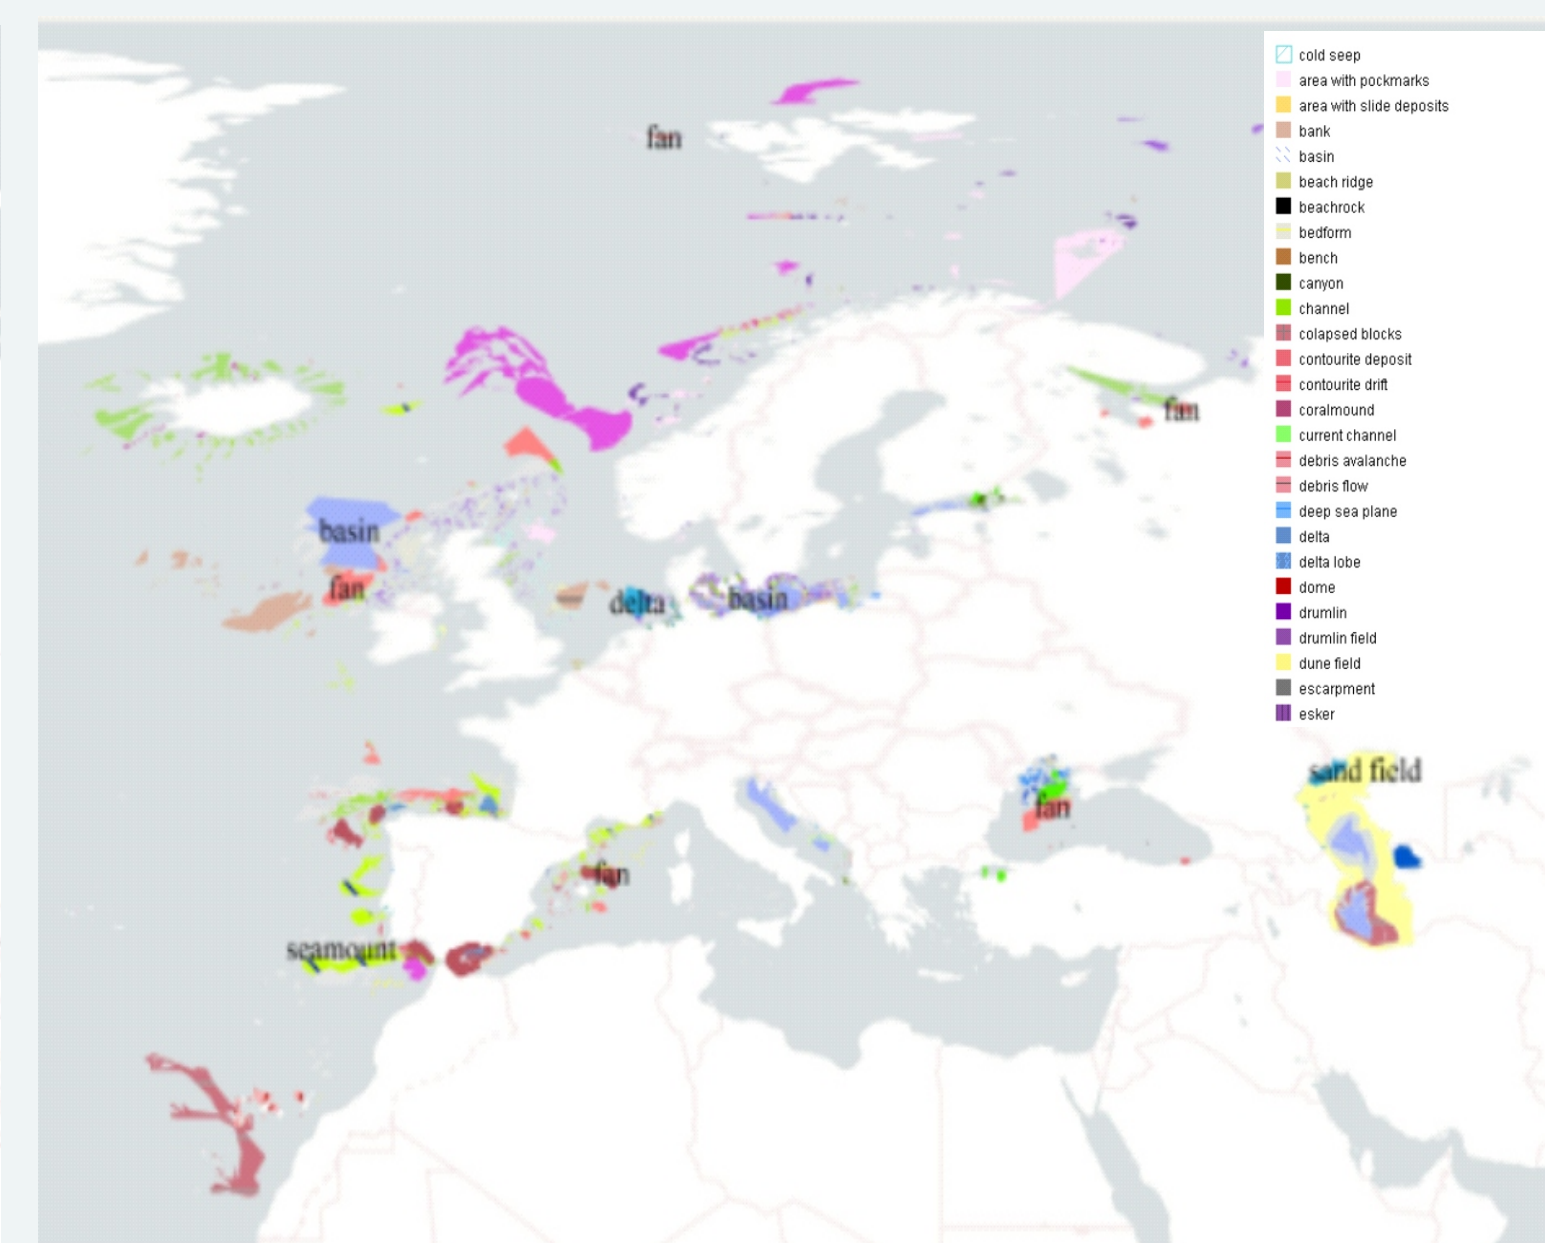 cold seep
area with pockmarks
area with slide deposits
bank
basin
beach ridge
beachrock
bedform
bench
canyon
channel
colapsed blocks
contourite deposit
contourite drift
coralmound
current channel
debris avalanche
debris flow
deep sea plane
delta
delta lobe
dome
drumlin
drumlin field
dune field
escarpment
esker
fan
fan
basin
fan
delta
basin
sand field
fan
fan
seamount